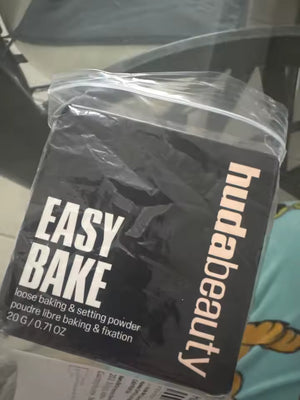 EASY
BAKE
loose baking & setting powder
poudre libre baking & fixation
20 G / 0.71 OZ
hudabeauty